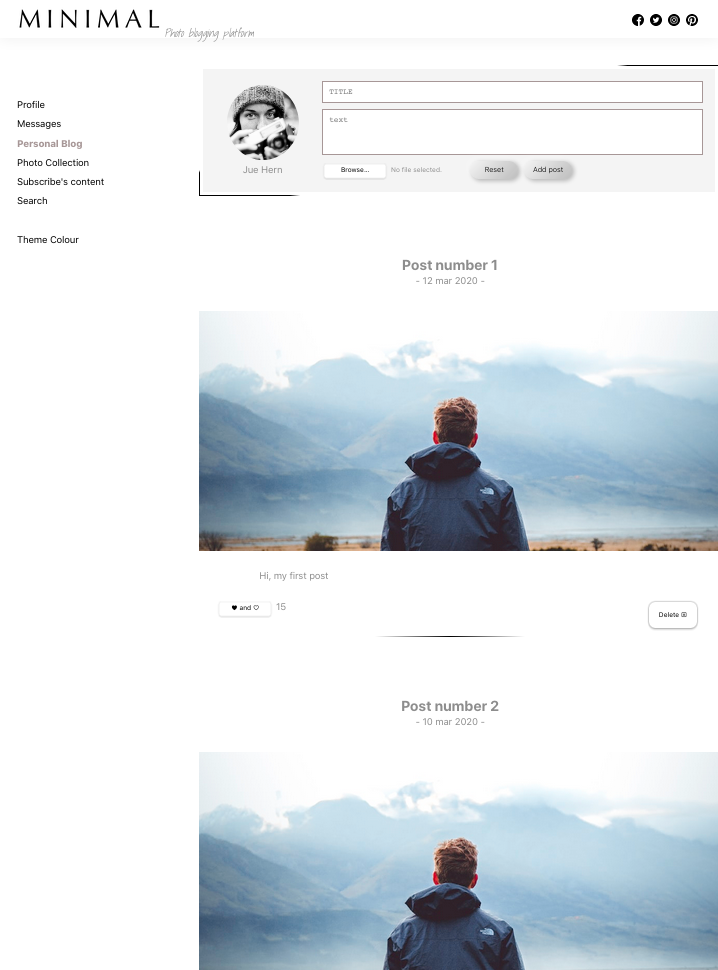 MINIMAL
Photo blogging platform
Profile
Messages
Personal Blog
Photo Collection
Subscribe's content
Search
Theme Colour
TITLE
text
Jue Hern
Browse... No file selected. Reset Add post
Post number 1
- 12 mar 2020 -
Hi, my first post
♥ and ♡ 15
Delete ☒
Post number 2
- 10 mar 2020 -